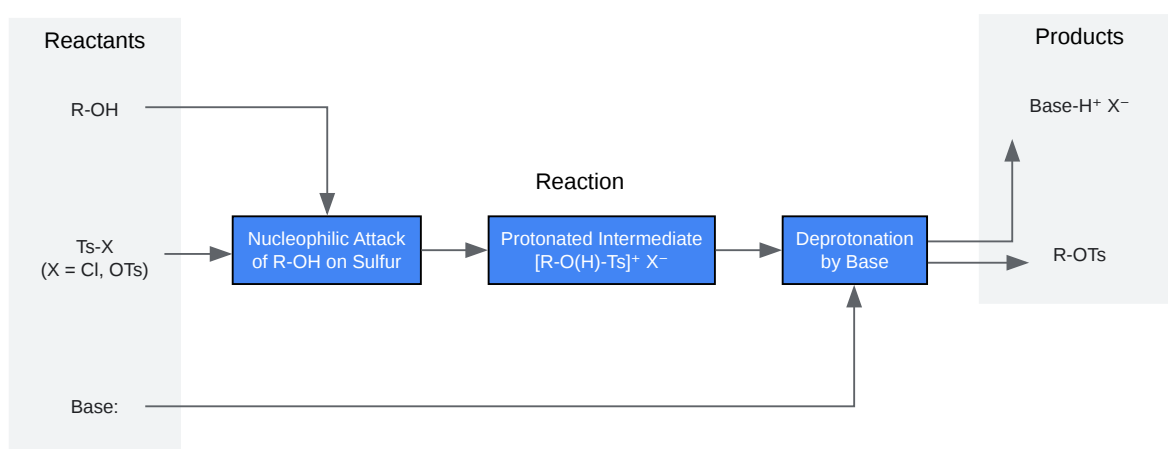 Reactants
R-OH
Ts-X
(X = Cl, OTs)
Base:
Reaction
Nucleophilic Attack
of R-OH on Sulfur
Protonated Intermediate
[R-O(H)-Ts]⁺ X⁻
Deprotonation
by Base
Products
Base-H⁺ X⁻
R-OTs